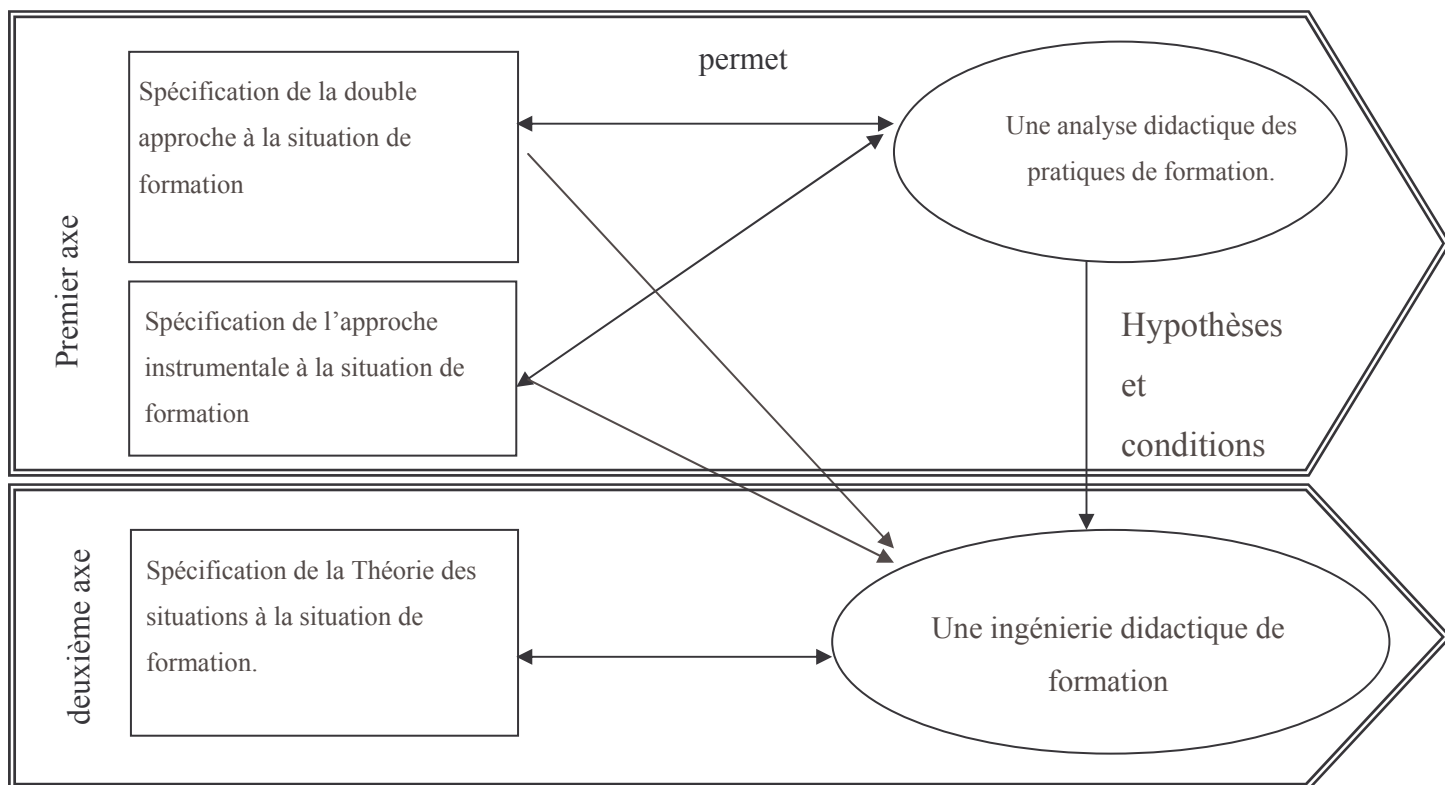 Premier axe
Spécification de la double
approche à la situation de
formation
permet
Une analyse didactique des
pratiques de formation.
Spécification de l’approche
instrumentale à la situation de
formation
Hypothèses
et
conditions
deuxième axe
Spécification de la Théorie des
situations à la situation de
formation.
Une ingénierie didactique de
formation